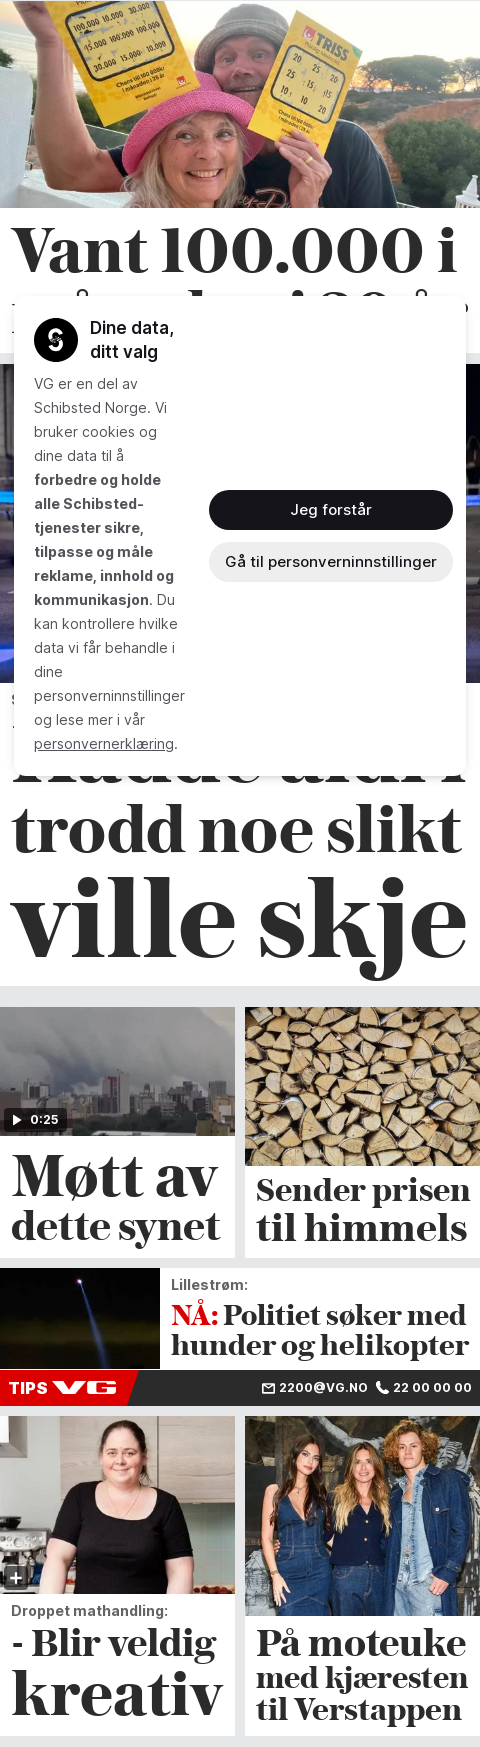 100.000 10.000
15.000 100.000 100.000
30.000 15.000 10.000
TRISS
20 25 20
25 15 15
10 10 20
Vant 100.000 i
Dine data,
ditt valg
VG er en del av
Schibsted Norge. Vi
bruker cookies og
dine data til å
forbedre og holde
alle Schibsted-
tjenester sikre,
tilpasse og måle
reklame, innhold og
kommunikasjon. Du
kan kontrollere hvilke
data vi får behandle i
dine
personverninnstillinger
og lese mer i vår
personvernerklæring.
Jeg forstår
Gå til personverninnstillinger
trodd noe slikt
ville skje
0:25
Møtt av
dette synet
Sender prisen
til himmels
Lillestrøm:
NÅ: Politiet søker med
hunder og helikopter
TIPS VG
2200@VG.NO 22 00 00 00
Droppet mathandling:
- Blir veldig
kreativ
På moteuke
med kjæresten
til Verstappen